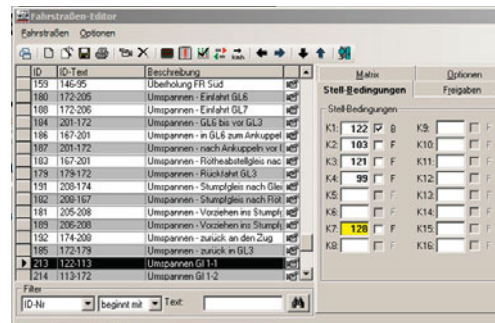 Fahrstraßen-Editor
Fahrstraßen Optionen
ID ID-Text Beschreibung
159 146-95 Überholung FR Süd
180 172-205 Umspannen - Einfahrt GL6
188 172-206 Umspannen - Einfahrt GL7
184 201-172 Umspannen - GL6 bis vor GL3
186 167-201 Umspannen - in GL6 zum Ankuppel
187 201-172 Umspannen - nach Ankuppeln vor
183 167-201 Umspannen - Rötheabstellgleis nac
179 179-172 Umspannen - Rückfahrt GL3
191 208-174 Umspannen - Stumpfgleis nach Glei
182 208-167 Umspannen - Stumpfgleis nach Röt
181 205-208 Umspannen - Vorziehen ins Stumpf
189 206-208 Umspannen - Vorziehen ins Stumpf
192 174-208 Umspannen - zurück an den Zug
185 172-179 Umspannen - zurück in GL3
213 122-113 Umspannen Gl 1-1
214 113-172 Umspannen Gl 1-2
Filter
ID-Nr beginnt mit Text:
Matrix Optionen
Stell-Bedingungen Freigaben
Stell-Bedingungen
K1: 122 B K9: F
K2: 103 F K10: F
K3: 121 F K11: F
K4: 99 F K12: F
K5: F K13: F
K6: F K14: F
K7: 128 F K15: F
K8: F K16: F